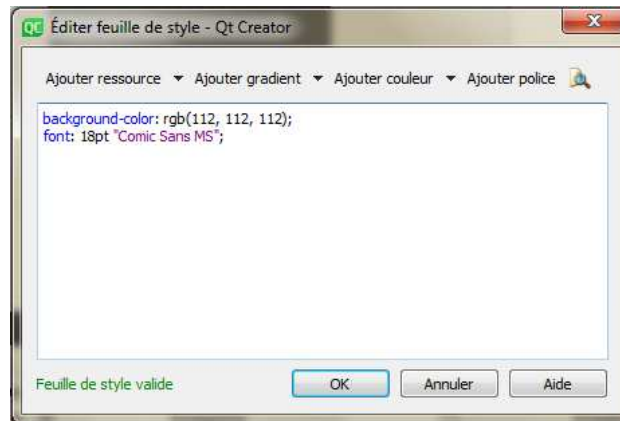 QC Éditer feuille de style - Qt Creator
Ajouter ressource Ajouter gradient Ajouter couleur Ajouter police
background-color: rgb(112, 112, 112);
font: 18pt "Comic Sans MS";
Feuille de style valide OK Annuler Aide